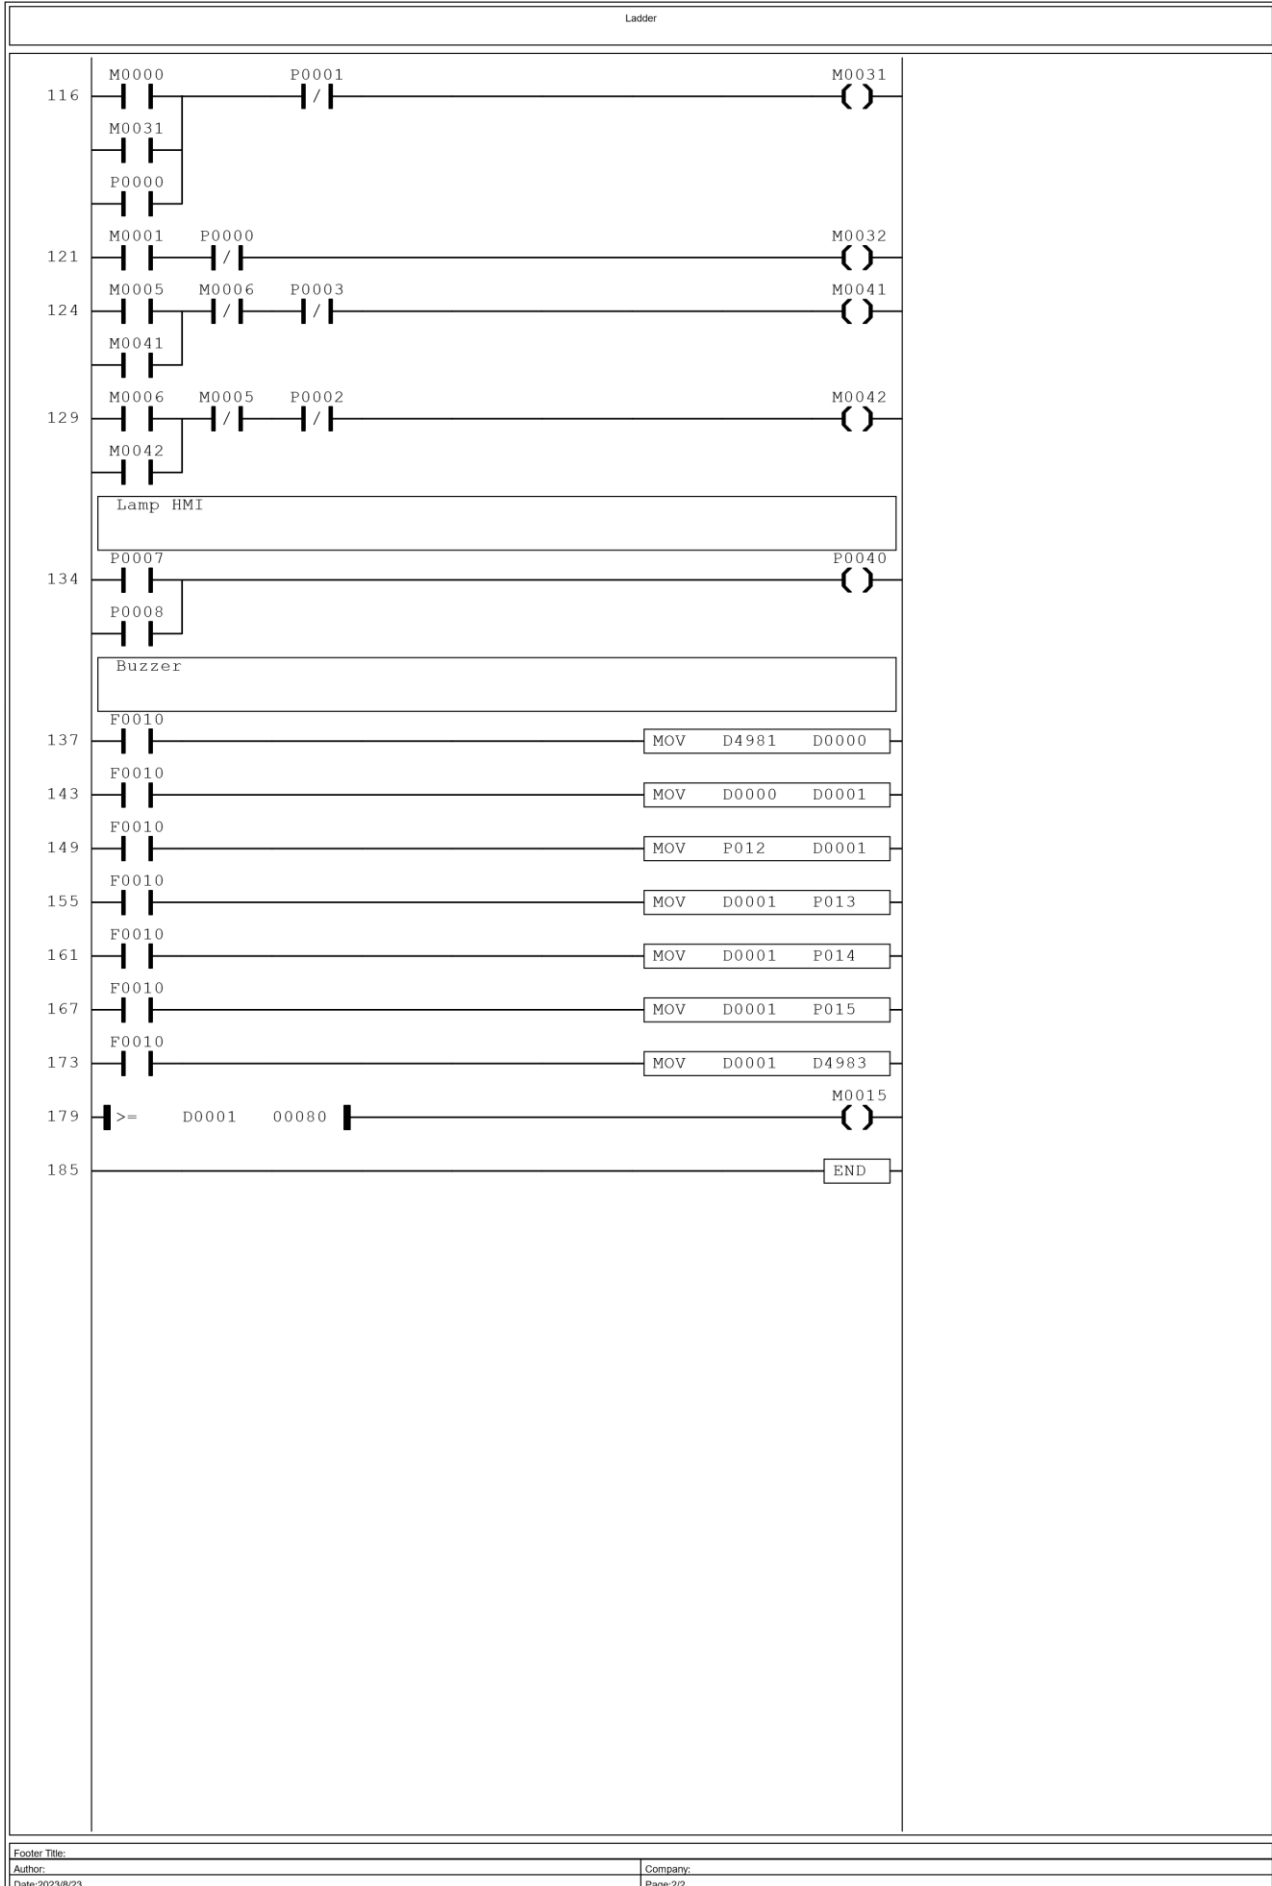 Ladder
M0000 P0001 M0031
116 / ( )
M0031
P0000
M0001 P0000 M0032
121 / ( )
M0005 M0006 P0003 M0041
124 / / ( )
M0041
M0006 M0005 P0002 M0042
129 / / ( )
M0042
Lamp HMI
P0007 P0040
134 ( )
P0008
Buzzer
F0010
137 MOV D4981 D0000
F0010
143 MOV D0000 D0001
F0010
149 MOV P012 D0001
F0010
155 MOV D0001 P013
F0010
161 MOV D0001 P014
F0010
167 MOV D0001 P015
F0010
173 MOV D0001 D4983
M0015
179 >= D0001 00080 ( )
185 END
Footer Title:
Author: Company:
Date:2023/8/23 Page:2/2